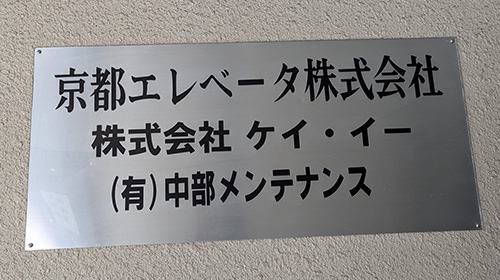 京都エレベータ株式会社
株式会社 ケイ・イー
(有)中部メンテナンス